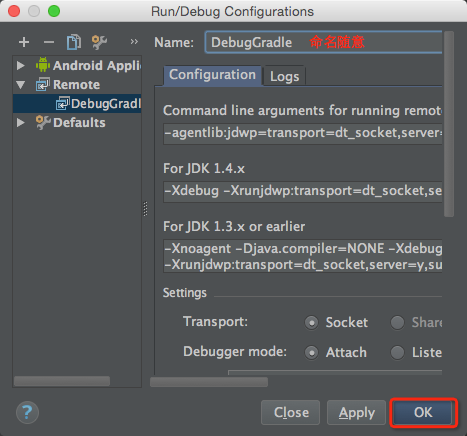 Run/Debug Configurations
Name: DebugGradle 命名随意
Android Appli
Remote
DebugGradl
Defaults
Configuration Logs
Command line arguments for running remote
-agentlib:jdwp=transport=dt_socket,server=
For JDK 1.4.x
-Xdebug -Xrunjdwp:transport=dt_socket,se
For JDK 1.3.x or earlier
-Xnoagent -Djava.compiler=NONE -Xdebug
-Xrunjdwp:transport=dt_socket,server=y,su
Settings
Transport: Socket Share
Debugger mode: Attach Liste
? Close Apply OK